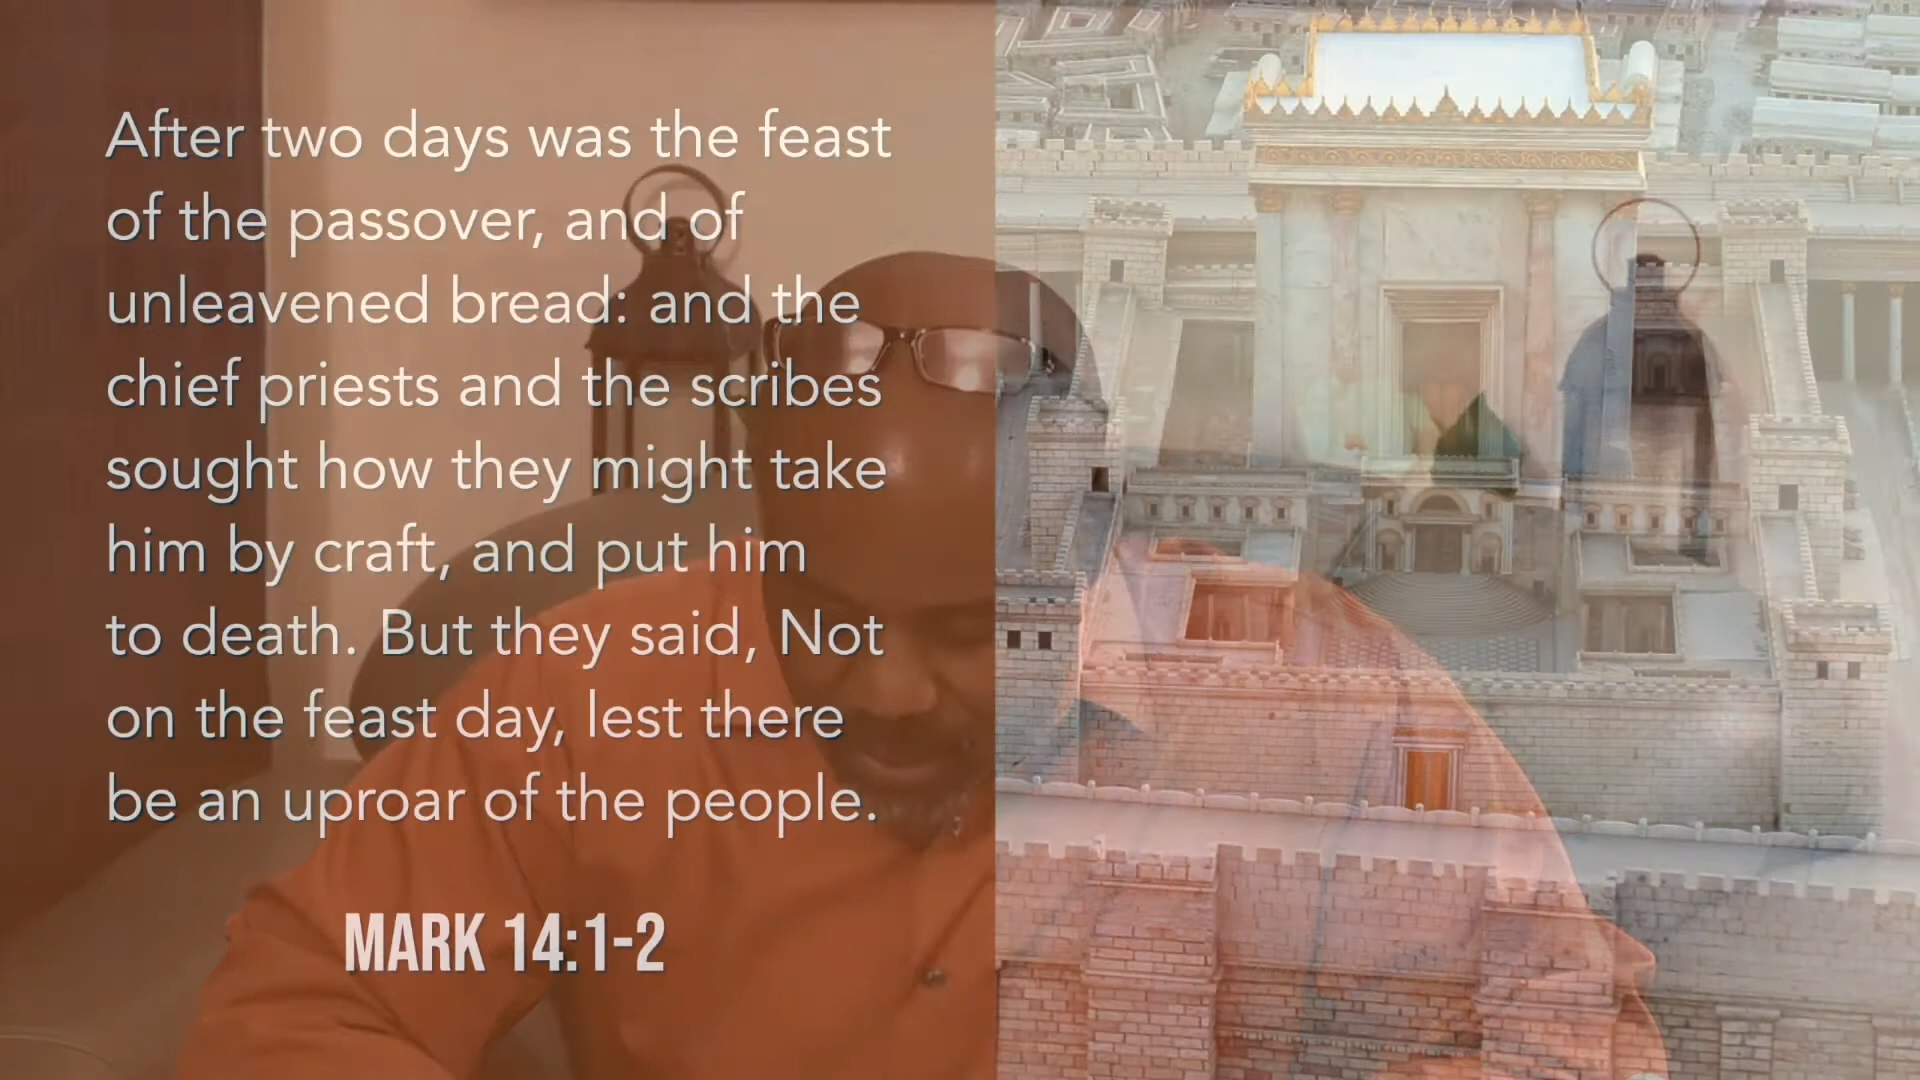 After two days was the feast
of the passover, and of
unleavened bread: and the
chief priests and the scribes
sought how they might take
him by craft, and put him
to death. But they said, Not
on the feast day, lest there
be an uproar of the people.
MARK 14:1-2